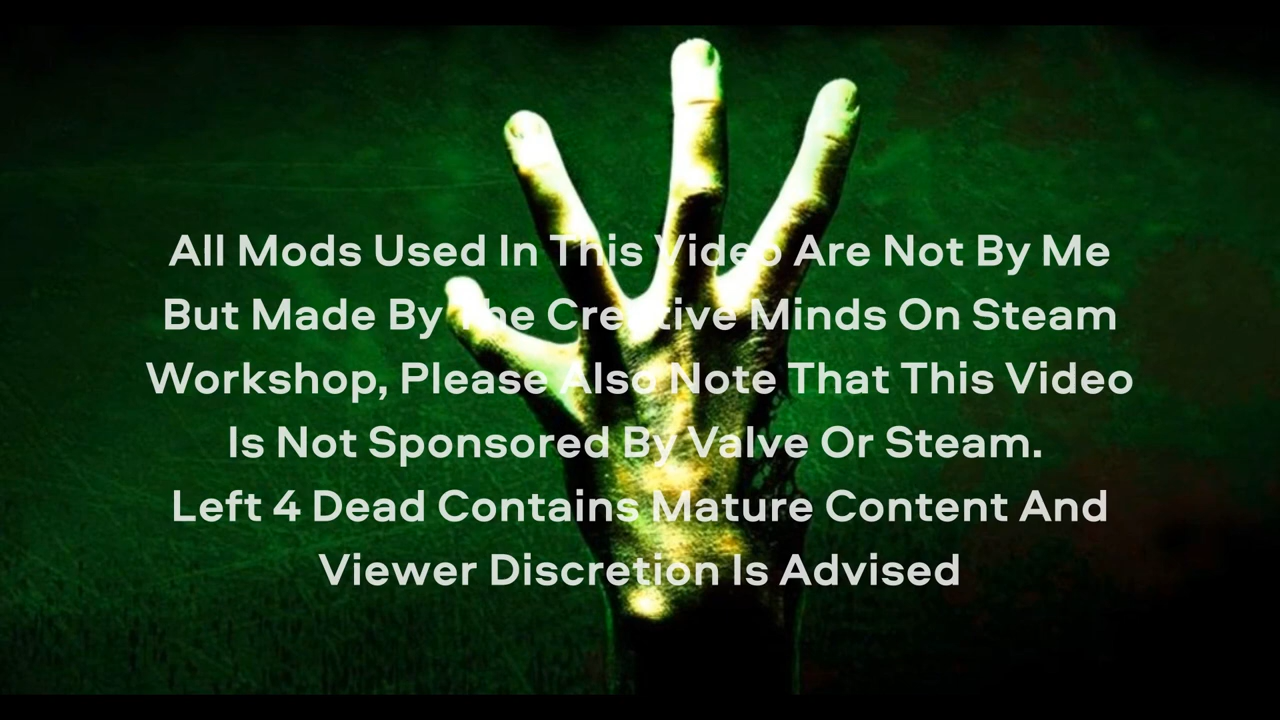 All Mods Used In This Video Are Not By Me
But Made By The Creative Minds On Steam
Workshop, Please Also Note That This Video
Is Not Sponsored By Valve Or Steam.
Left 4 Dead Contains Mature Content And
Viewer Discretion Is Advised